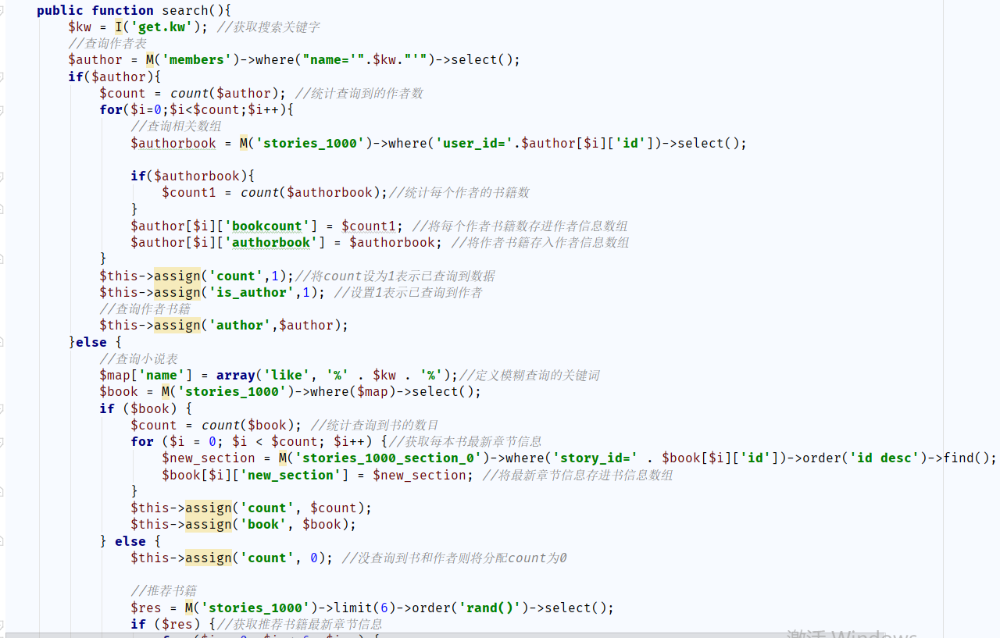 public function search(){
$kw = I('get.kw'); //获取搜索关键字
//查询作者表
$author = M('members')->where("name='".$kw."'")->select();
if($author){
$count = count($author); //统计查询到的作者数
for($i=0;$i<$count;$i++){
//查询相关数组
$authorbook = M('stories_1000')->where('user_id='.$author[$i]['id'])->select();
if($authorbook){
$count1 = count($authorbook);//统计每个作者的书籍数
}
$author[$i]['bookcount'] = $count1; //将每个作者书籍数存进作者信息数组
$author[$i]['authorbook'] = $authorbook; //将作者书籍存入作者信息数组
}
$this->assign('count',1);//将count设为1表示已查询到数据
$this->assign('is_author',1); //设置1表示已查询到作者
//查询作者书籍
$this->assign('author',$author);
}else {
//查询小说表
$map['name'] = array('like', '%' . $kw . '%');//定义模糊查询的关键词
$book = M('stories_1000')->where($map)->select();
if ($book) {
$count = count($book); //统计查询到书的数目
for ($i = 0; $i < $count; $i++) {//获取每本书最新章节信息
$new_section = M('stories_1000_section_0')->where('story_id=' . $book[$i]['id'])->order('id desc')->find();
$book[$i]['new_section'] = $new_section; //将最新章节信息存进书信息数组
}
$this->assign('count', $count);
$this->assign('book', $book);
} else {
$this->assign('count', 0); //没查询到书和作者则将分配count为0
//推荐书籍
$res = M('stories_1000')->limit(6)->order('rand()')->select();
if ($res) {//获取推荐书籍最新章节信息